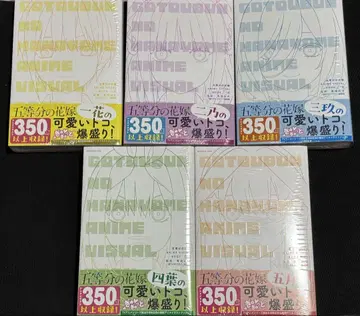 GOTOUBUN
NO
HANAYOME
ANIME
VISUAL
五等分の花嫁
一花の
可愛いトコ、
350
以上収録!
爆盛り!
GOTOUBUN
NO
HANAYOME
ANIME
VISUAL
五等分の花嫁
二乃の
可愛いトコ、
350
以上収録!
爆盛り!
GOTOUBUN
NO
HANAYOME
ANIME
VISUAL
五等分の花嫁
三玖の
可愛いトコ、
350
以上収録!
爆盛り!
GOTOUBUN
NO
HANAYOME
ANIME
VISUAL
五等分の花嫁
四葉の
可愛いトコ、
350
以上収録!
爆盛り!
GOTOUBUN
NO
HANAYOME
ANIME
VISUAL
五等分の花嫁
五月
可愛いトコ、
350
以上収録!
爆盛り!